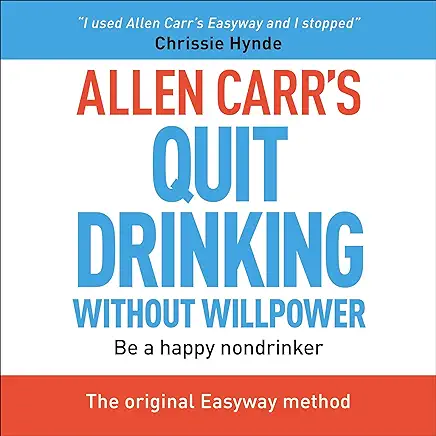 “I used Allen Carr’s Easyway and I stopped”
Chrissie Hynde
ALLEN CARR’S
QUIT
DRINKING
WITHOUT WILLPOWER
Be a happy nondrinker
The original Easyway method